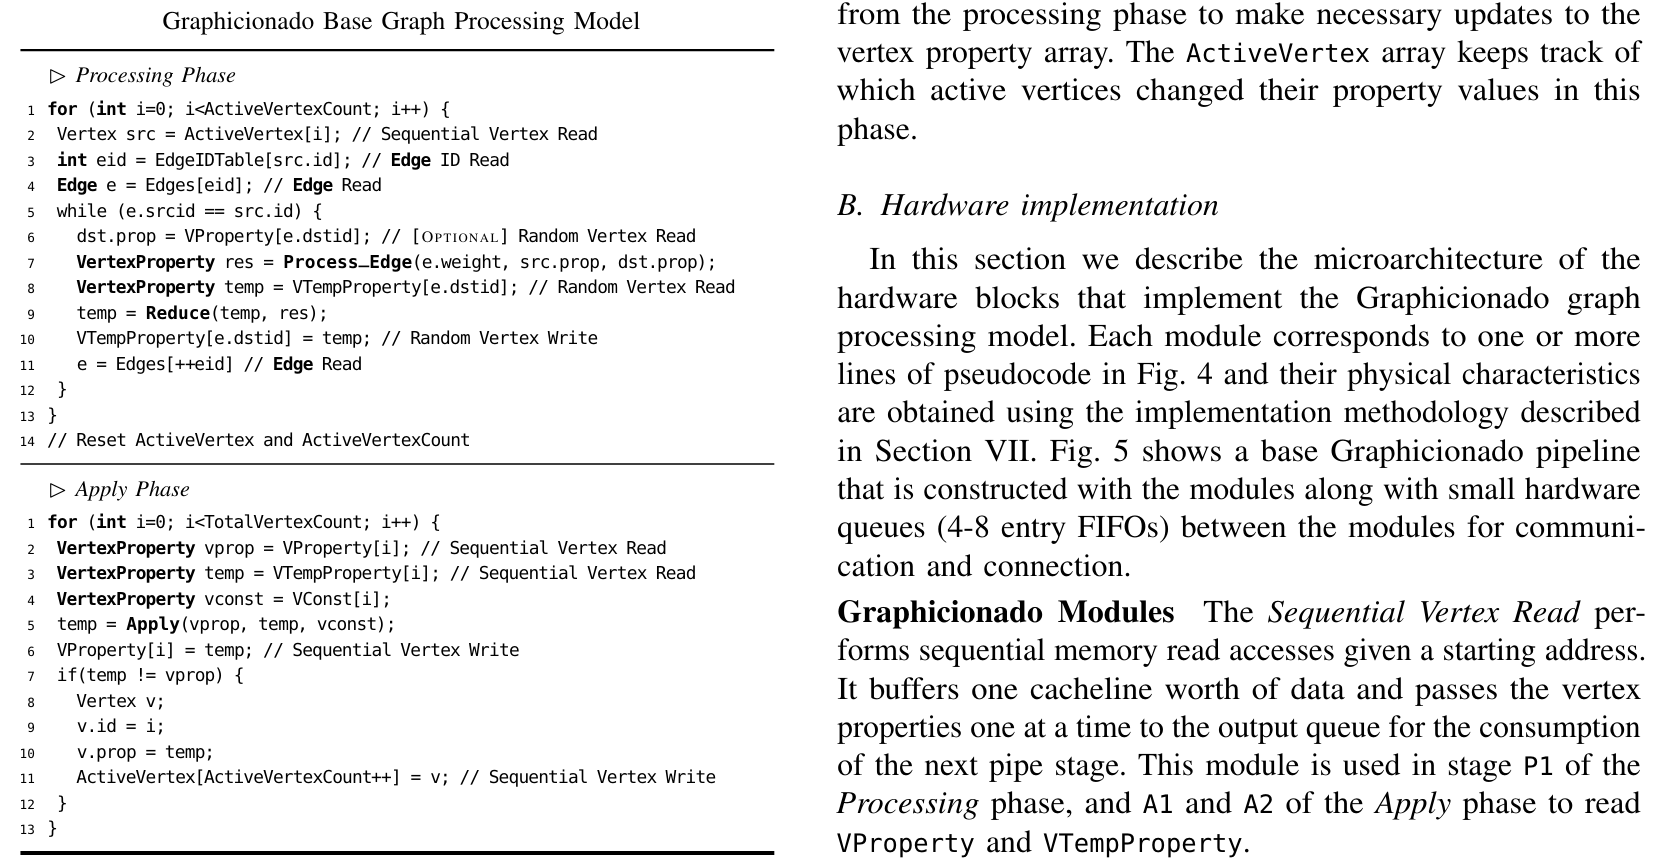 Graphicionado Base Graph Processing Model
▷ Processing Phase
1 for (int i=0; i<ActiveVertexCount; i++) {
2 Vertex src = ActiveVertex[i]; // Sequential Vertex Read
3 int eid = EdgeIDTable[src.id]; // Edge ID Read
4 Edge e = Edges[eid]; // Edge Read
5 while (e.srcid == src.id) {
6 dst.prop = VProperty[e.dstid]; // [OPTIONAL] Random Vertex Read
7 VertexProperty res = Process_Edge(e.weight, src.prop, dst.prop);
8 VertexProperty temp = VTempProperty[e.dstid]; // Random Vertex Read
9 temp = Reduce(temp, res);
10 VTempProperty[e.dstid] = temp; // Random Vertex Write
11 e = Edges[++eid] // Edge Read
12 }
13 }
14 // Reset ActiveVertex and ActiveVertexCount
▷ Apply Phase
1 for (int i=0; i<TotalVertexCount; i++) {
2 VertexProperty vprop = VProperty[i]; // Sequential Vertex Read
3 VertexProperty temp = VTempProperty[i]; // Sequential Vertex Read
4 VertexProperty vconst = VConst[i];
5 temp = Apply(vprop, temp, vconst);
6 VProperty[i] = temp; // Sequential Vertex Write
7 if(temp != vprop) {
8 Vertex v;
9 v.id = i;
10 v.prop = temp;
11 ActiveVertex[ActiveVertexCount++] = v; // Sequential Vertex Write
12 }
13 }
from the processing phase to make necessary updates to the
vertex property array. The ActiveVertex array keeps track of
which active vertices changed their property values in this
phase.
B. Hardware implementation
In this section we describe the microarchitecture of the
hardware blocks that implement the Graphicionado graph
processing model. Each module corresponds to one or more
lines of pseudocode in Fig. 4 and their physical characteristics
are obtained using the implementation methodology described
in Section VII. Fig. 5 shows a base Graphicionado pipeline
that is constructed with the modules along with small hardware
queues (4-8 entry FIFOs) between the modules for communi-
cation and connection.
Graphicionado Modules The Sequential Vertex Read per-
forms sequential memory read accesses given a starting address.
It buffers one cacheline worth of data and passes the vertex
properties one at a time to the output queue for the consumption
of the next pipe stage. This module is used in stage P1 of the
Processing phase, and A1 and A2 of the Apply phase to read
VProperty and VTempProperty.